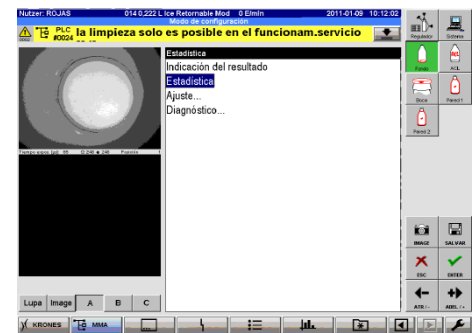 Nutzer: ROJAS 014 0,222 L Ice Retornable Mod 0 E/min 2011-01-09 10:12:02
Modo de configuración
PLC #0024 la limpieza solo es posible en el funcionam.servicio
Estadística
Indicación del resultado
Estadística
Ajuste...
Diagnóstico...
Lupa Image A B C
KRONES MMA
Regulador Sistema
Fondo ACL
Boca Pared 1
Pared 2
IMAGE SALVAR
ESC ENTER
ATR /- ADEL /+